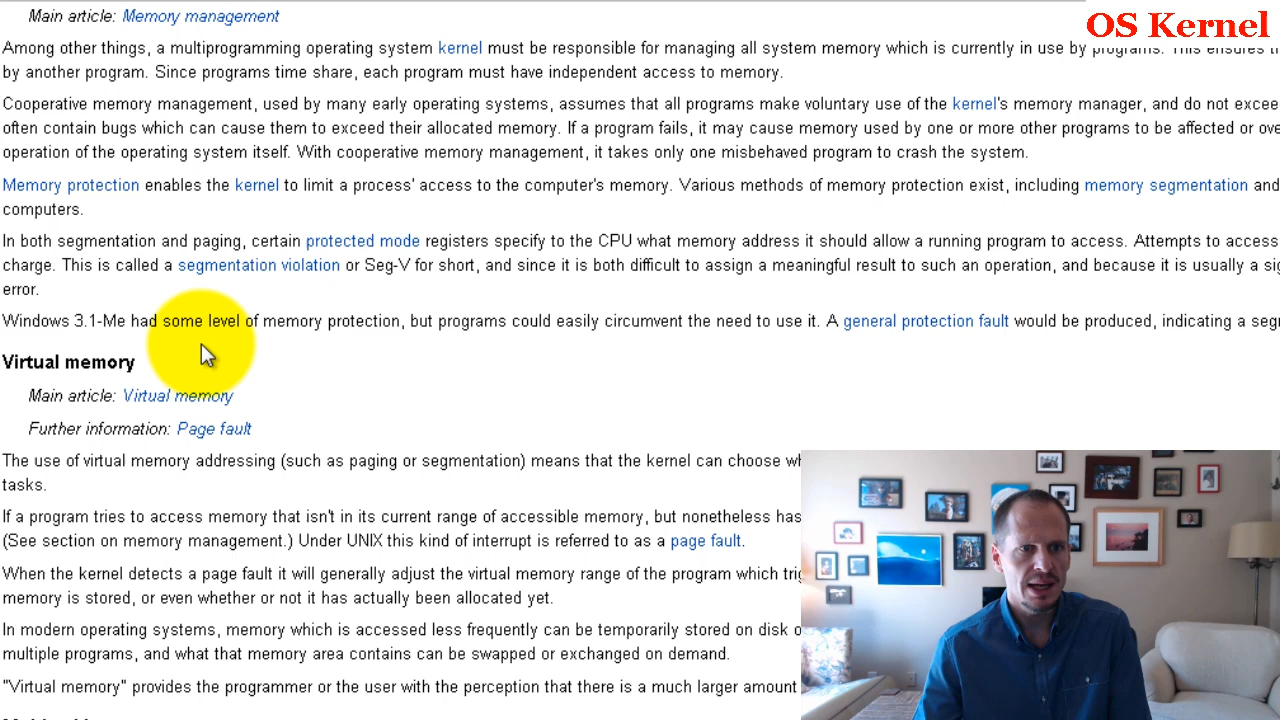 Main article: Memory management
OS Kernel
Among other things, a multiprogramming operating system kernel must be responsible for managing all system memory which is currently in use by programs. This ensures
by another program. Since programs time share, each program must have independent access to memory.
Cooperative memory management, used by many early operating systems, assumes that all programs make voluntary use of the kernel's memory manager, and do not
often contain bugs which can cause them to exceed their allocated memory. If a program fails, it may cause memory used by one or more other programs to be affected or
operation of the operating system itself. With cooperative memory management, it takes only one misbehaved program to crash the system.
Memory protection enables the kernel to limit a process' access to the computer's memory. Various methods of memory protection exist, including memory segmentation and
computers.
In both segmentation and paging, certain protected mode registers specify to the CPU what memory address it should allow a running program to access. Attempts to access
charge. This is called a segmentation violation or Seg-V for short, and since it is both difficult to assign a meaningful result to such an operation, and because it is usually a
error.
Windows 3.1-Me had some level of memory protection, but programs could easily circumvent the need to use it. A general protection fault would be produced, indicating a
Virtual memory
Main article: Virtual memory
Further information: Page fault
The use of virtual memory addressing (such as paging or segmentation) means that the kernel can choose
tasks.
If a program tries to access memory that isn't in its current range of accessible memory, but nonetheless has
(See section on memory management.) Under UNIX this kind of interrupt is referred to as a page fault.
When the kernel detects a page fault it will generally adjust the virtual memory range of the program which
memory is stored, or even whether or not it has actually been allocated yet.
In modern operating systems, memory which is accessed less frequently can be temporarily stored on disk
multiple programs, and what that memory area contains can be swapped or exchanged on demand.
"Virtual memory" provides the programmer or the user with the perception that there is a much larger amount